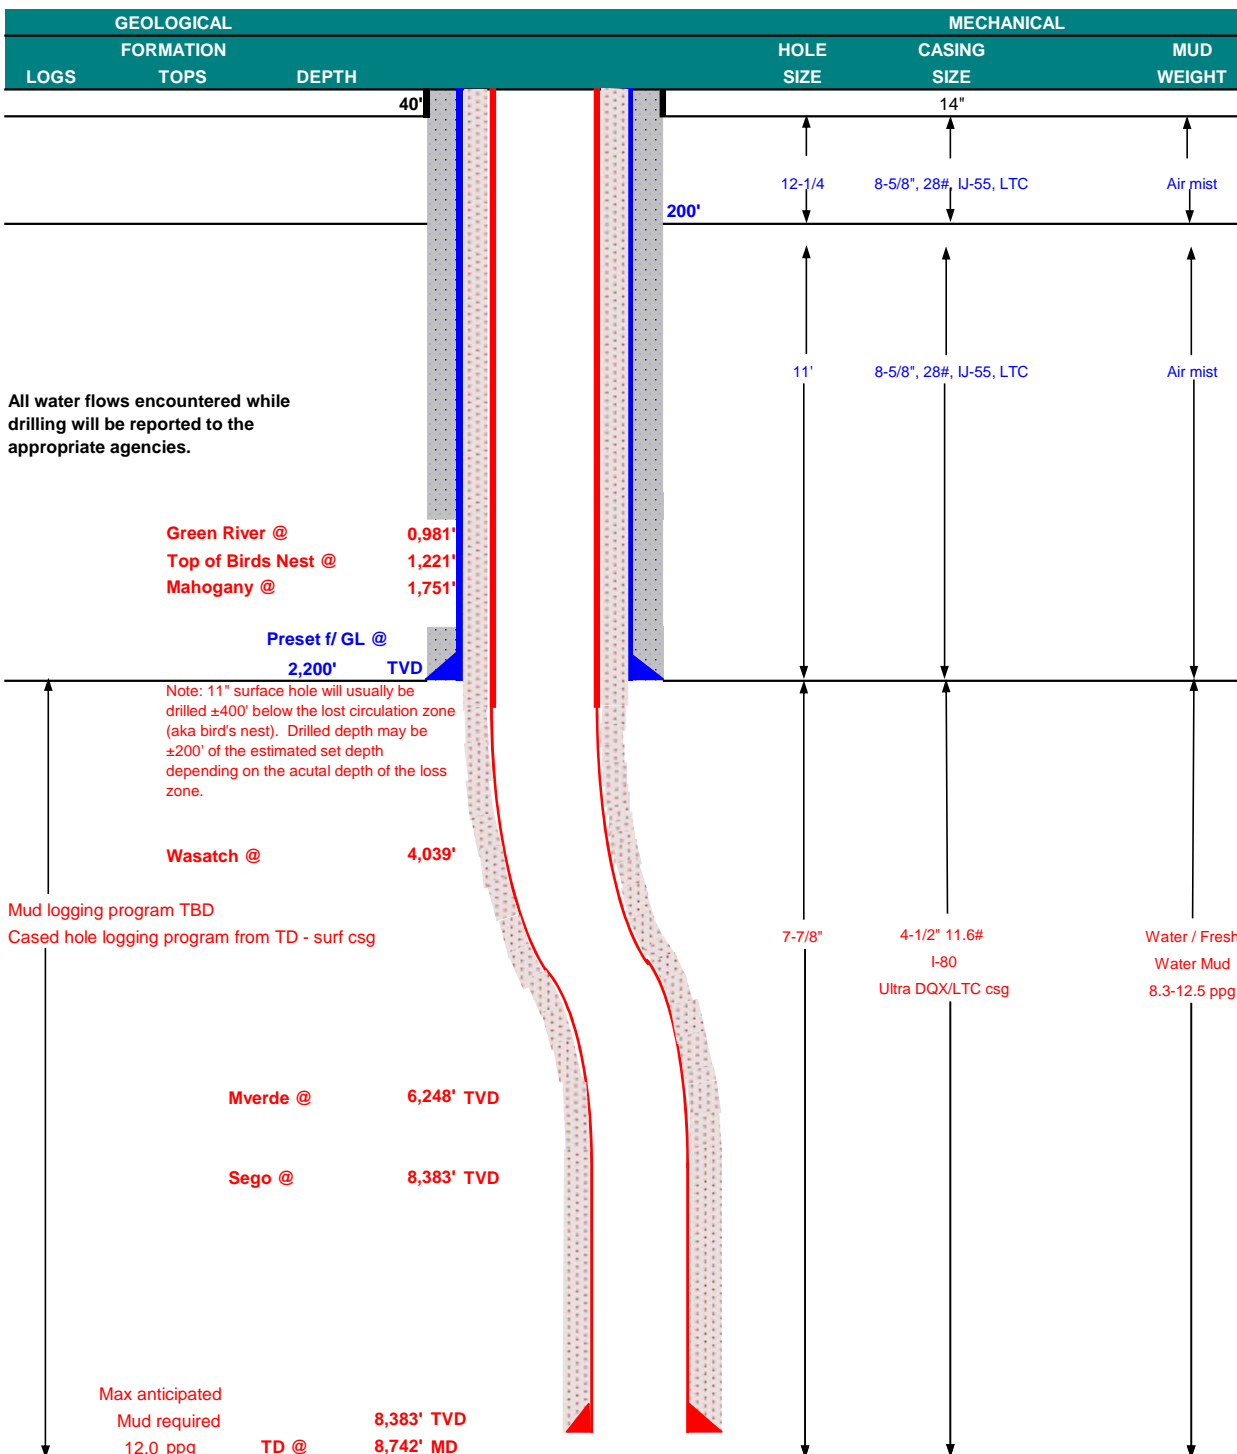 GEOLOGICAL MECHANICAL
FORMATION HOLE CASING MUD
LOGS TOPS DEPTH SIZE SIZE WEIGHT
40' 14"
12-1/4 8-5/8", 28#, IJ-55, LTC Air mist
200'
11' 8-5/8", 28#, IJ-55, LTC Air mist
All water flows encountered while
drilling will be reported to the
appropriate agencies.
Green River @ 0,981'
Top of Birds Nest @ 1,221'
Mahogany @ 1,751'
Preset f/ GL @
2,200' TVD
Note: 11" surface hole will usually be
drilled ±400' below the lost circulation zone
(aka bird's nest). Drilled depth may be
±200' of the estimated set depth
depending on the acutal depth of the loss
zone.
Wasatch @ 4,039'
Mud logging program TBD
Cased hole logging program from TD - surf csg
7-7/8" 4-1/2" 11.6# Water / Fresh
I-80 Water Mud
Ultra DQX/LTC csg 8.3-12.5 ppg
Mverde @ 6,248' TVD
Sego @ 8,383' TVD
Max anticipated
Mud required 8,383' TVD
12.0 ppg TD @ 8,742' MD